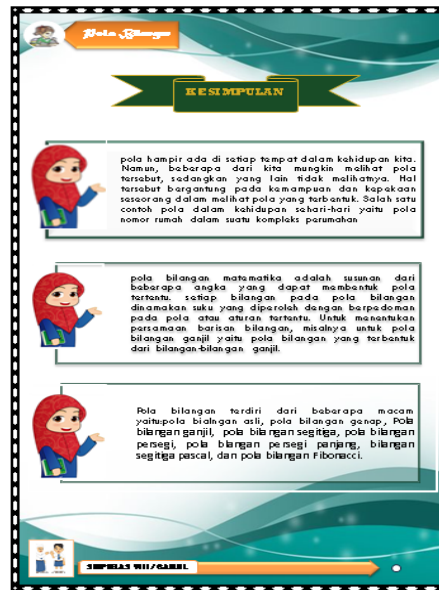 Pola Bilangan
KESIMPULAN
pola hampir ada di setiap tempat dalam kehidupan kita.
Namun, beberapa dari kita mungkin melihat pola
tersebut, sedangkan yang lain tidak melihatnya. Hal
tersebut bergantung pada kemampuan dan kepekaan
seseorang dalam melihat pola yang terbentuk. Salah satu
contoh pola dalam kehidupan sehari-hari yaitu pola
nomor rumah dalam suatu kompleks perumahan
pola bilangan matematika adalah susunan dari
beberapa angka yang dapat membentuk pola
tertentu. setiap bilangan pada pola bilangan
dinamakan suku yang diperoleh dengan berpedoman
pada pola atau aturan tertentu. Untuk menentukan
persamaan barisan bilangan, misalnya untuk pola
bilangan ganjil yaitu pola bilangan yang terbentuk
dari bilangan-bilangan ganjil.
Pola bilangan terdiri dari beberapa macam
yaitu:pola bialngan asli, pola bilangan genap, Pola
bilangan ganjil, pola bilangan segitiga, pola bilangan
persegi, pola blangan persegi panjang, bilangan
segitiga pascal, dan pola bilangan Fibonacci.